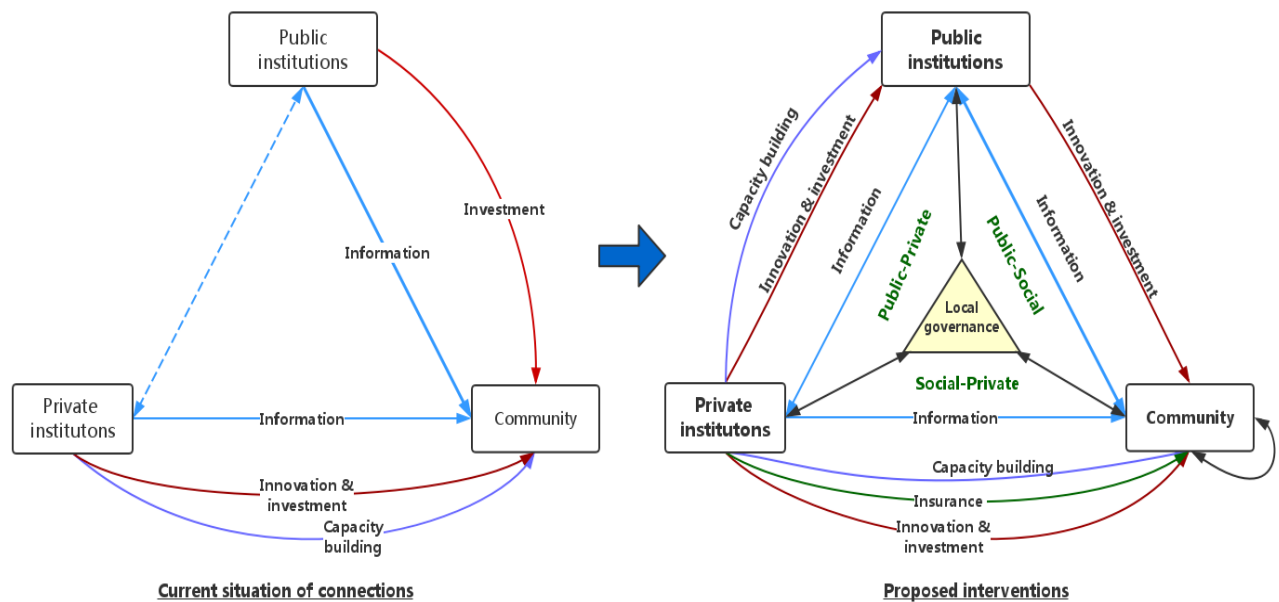 Public
institutions
Investment
Information
Private
institutons
Information
Community
Innovation &
investment
Capacity
building
Current situation of connections
Public
institutions
Capacity building
Innovation & investment
Information
Public-Private
Public-Social
Information
Innovation & investment
Local
governance
Social-Private
Private
institutons
Information
Community
Capacity building
Insurance
Innovation &
investment
Proposed interventions